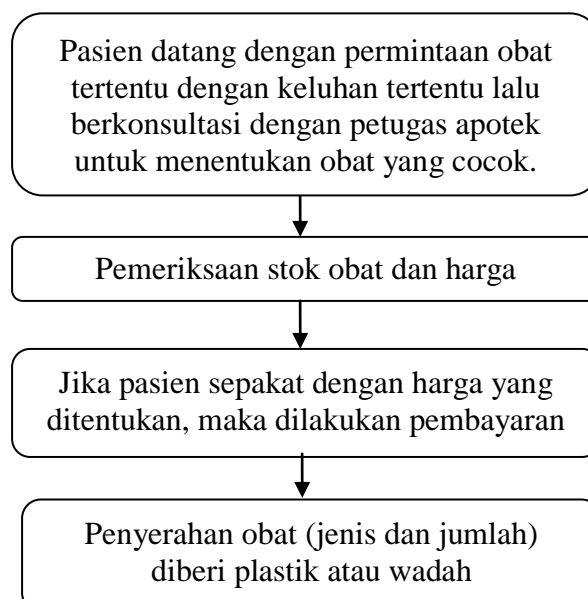 Pasien datang dengan permintaan obat
tertentu dengan keluhan tertentu lalu
berkonsultasi dengan petugas apotek
untuk menentukan obat yang cocok.
Pemeriksaan stok obat dan harga
Jika pasien sepakat dengan harga yang
ditentukan, maka dilakukan pembayaran
Penyerahan obat (jenis dan jumlah)
diberi plastik atau wadah